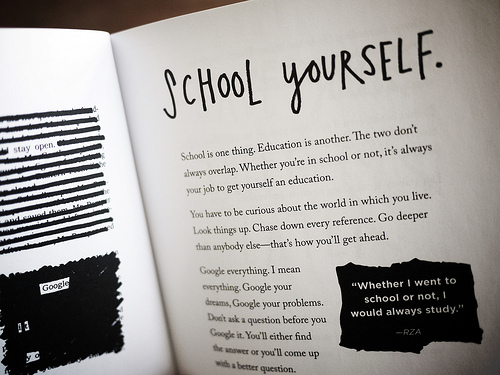 stay open.
Google
SCHOOL YOURSELF.
School is one thing. Education is another. The two don't
always overlap. Whether you're in school or not, it's always
your job to get yourself an education.
You have to be curious about the world in which you live.
Look things up. Chase down every reference. Go deeper
than anybody else—that's how you'll get ahead.
Google everything. I mean
everything. Google your
dreams, Google your problems.
Don't ask a question before you
Google it. You'll either find
the answer or you'll come up
with a better question.
"Whether I went to
school or not, I
would always study."
—RZA